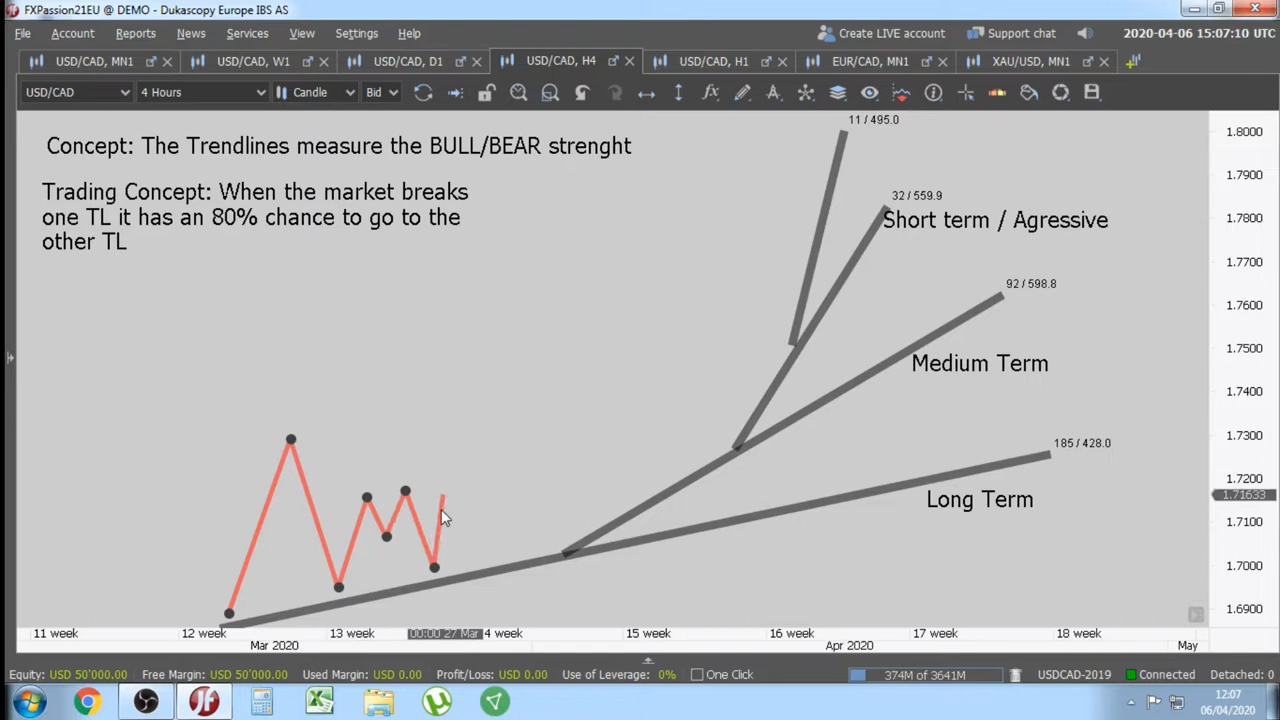 FXPassion21EU @ DEMO - Dukascopy Europe IBS AS
File Account Reports News Services View Settings Help
Create LIVE account Support chat 2020-04-06 15:07:10 UTC
USD/CAD, MN1 USD/CAD, W1 USD/CAD, D1 USD/CAD, H4 USD/CAD, H1 EUR/CAD, MN1 XAU/USD, MN1
USD/CAD 4 Hours Candle Bid
Concept: The Trendlines measure the BULL/BEAR strenght
Trading Concept: When the market breaks
one TL it has an 80% chance to go to the
other TL
11 / 495.0
32 / 559.9
Short term / Agressive
92 / 598.8
Medium Term
185 / 428.0
Long Term
1.8000
1.7900
1.7800
1.7700
1.7600
1.7500
1.7400
1.7300
1.7200
1.71633
1.7100
1.7000
1.6900
11 week 12 week 13 week 00:00 27 Mar 4 week 15 week 16 week 17 week 18 week
Mar 2020 Apr 2020 May
Equity: USD 50'000.00 Free Margin: USD 50'000.00 Used Margin: USD 0.00 Profit/Loss: USD 0.00 Use of Leverage: 0% One Click 374M of 3641M USDCAD-2019 Connected Detached: 0
12:07
06/04/2020